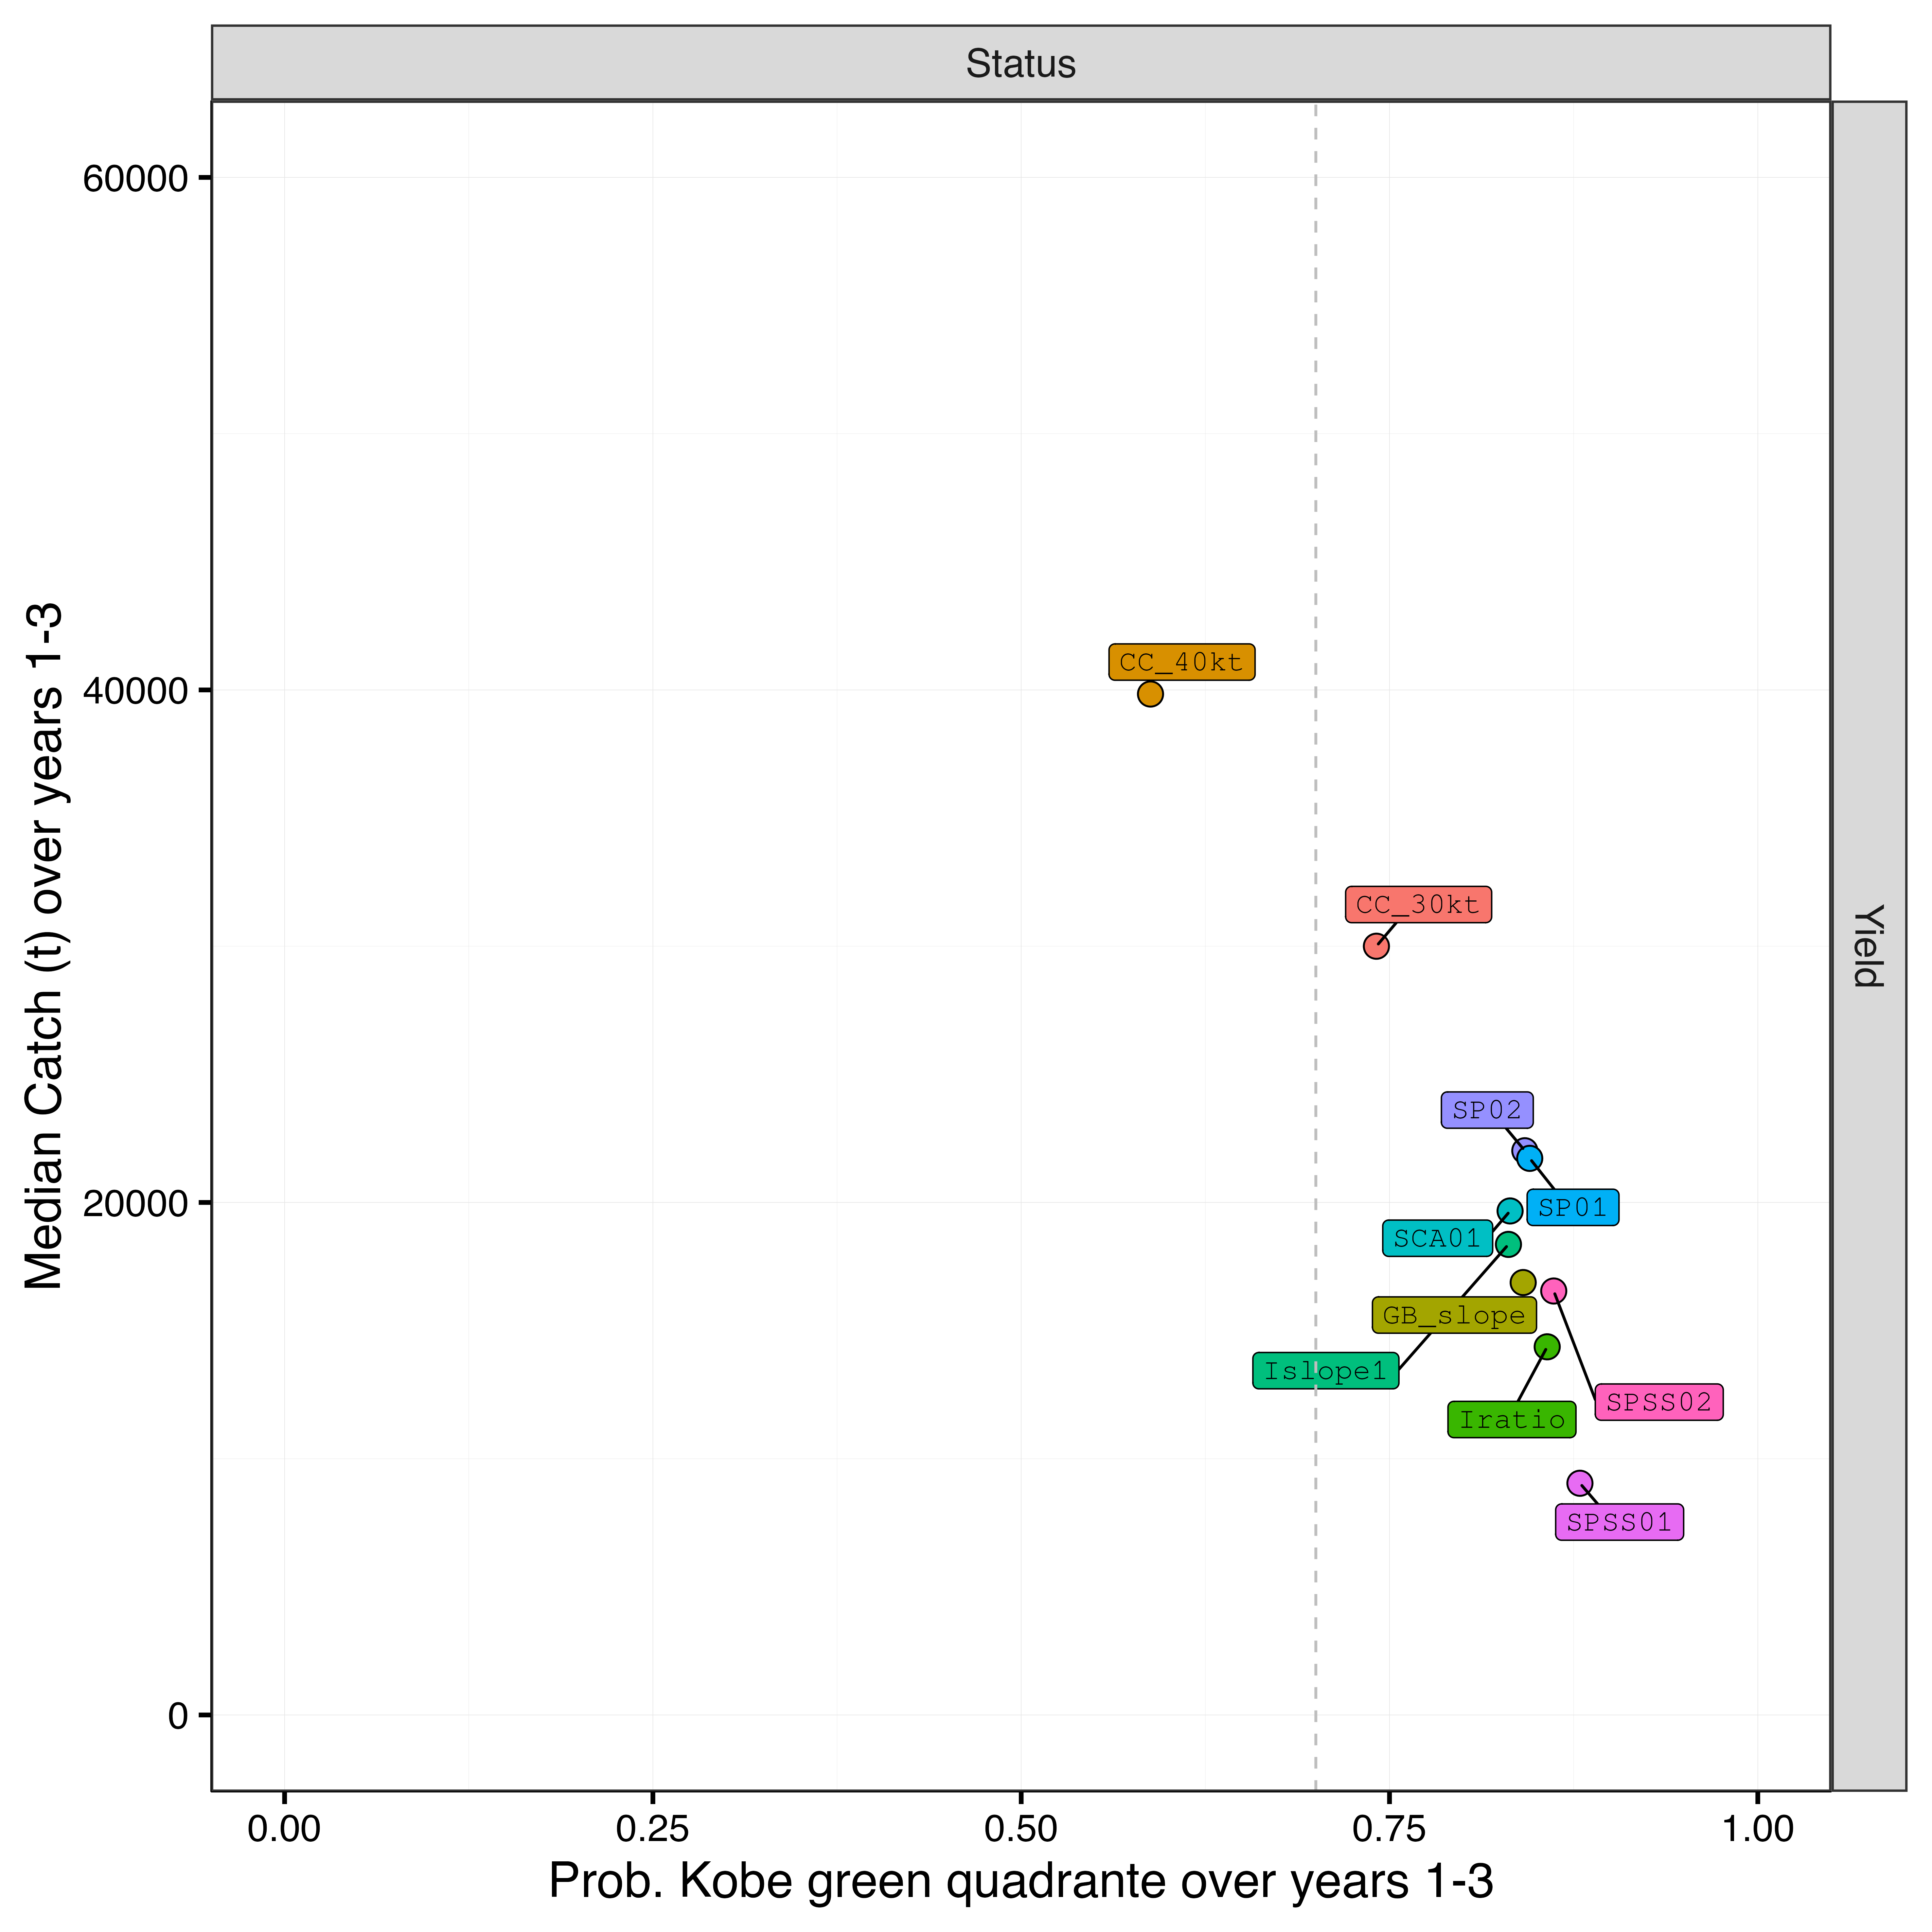 Status
60000
40000
20000
0
Median Catch (t) over years 1-3
Yield
CC_40kt
CC_30kt
SP02
SP01
SCA01
GB_slope
Islope1
SPSS02
Iratio
SPSS01
0.00 0.25 0.50 0.75 1.00
Prob. Kobe green quadrante over years 1-3